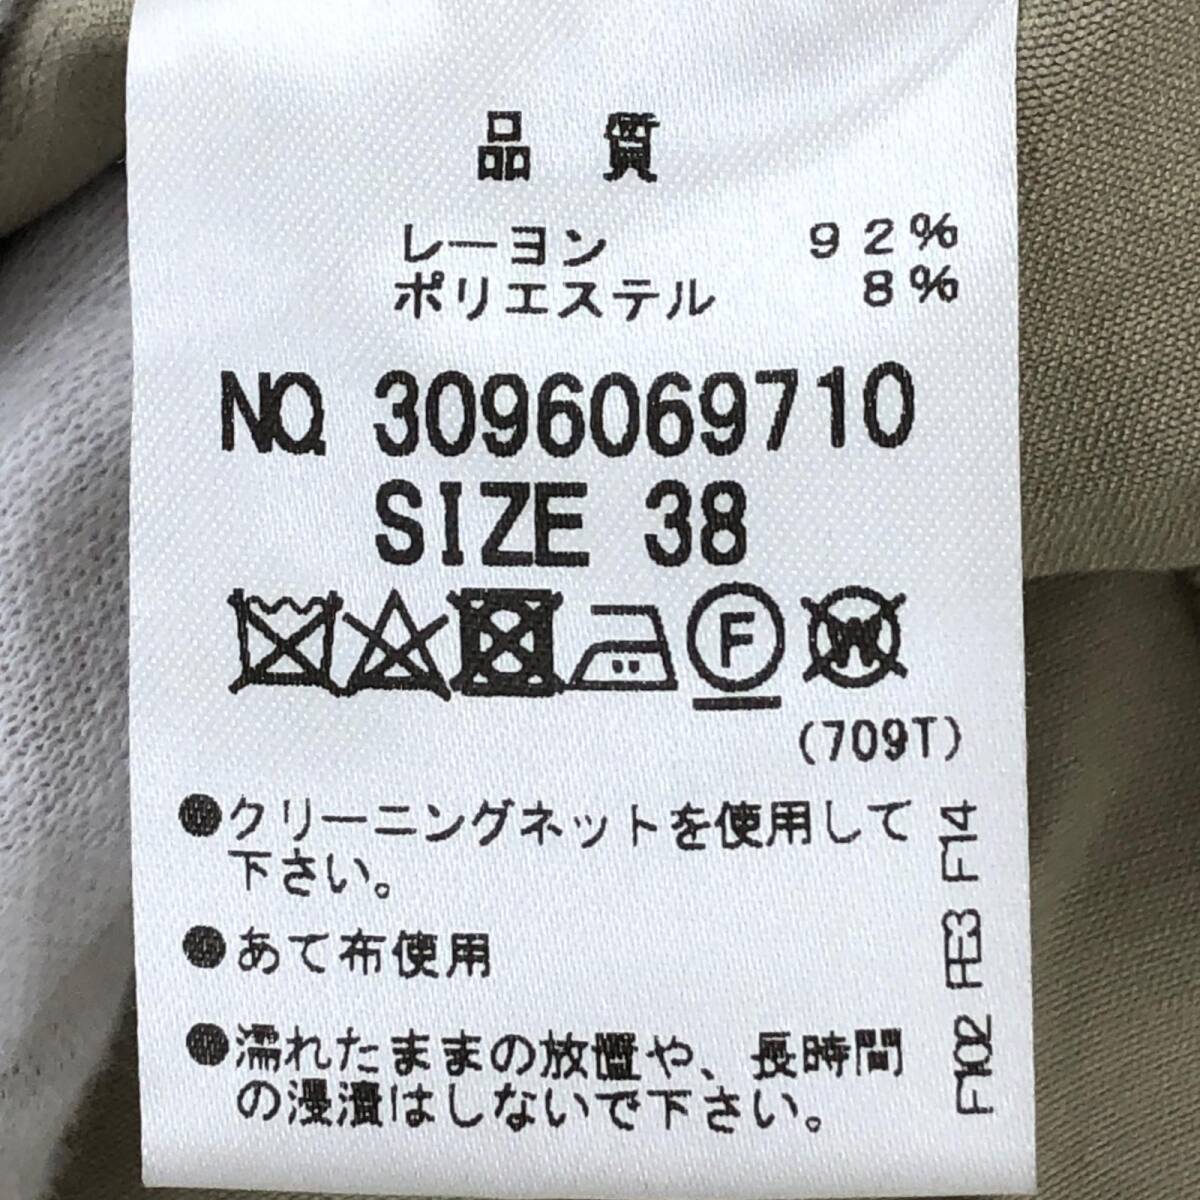 品 質
レーヨン 92%
ポリエステル 8%
NO. 3096069710
SIZE 38
F W
(709T)
●クリーニングネットを使用して
下さい。
●あて布使用
●濡れたままの放置や、長時間
の浸漬はしないで下さい。
F102 AE3 F14